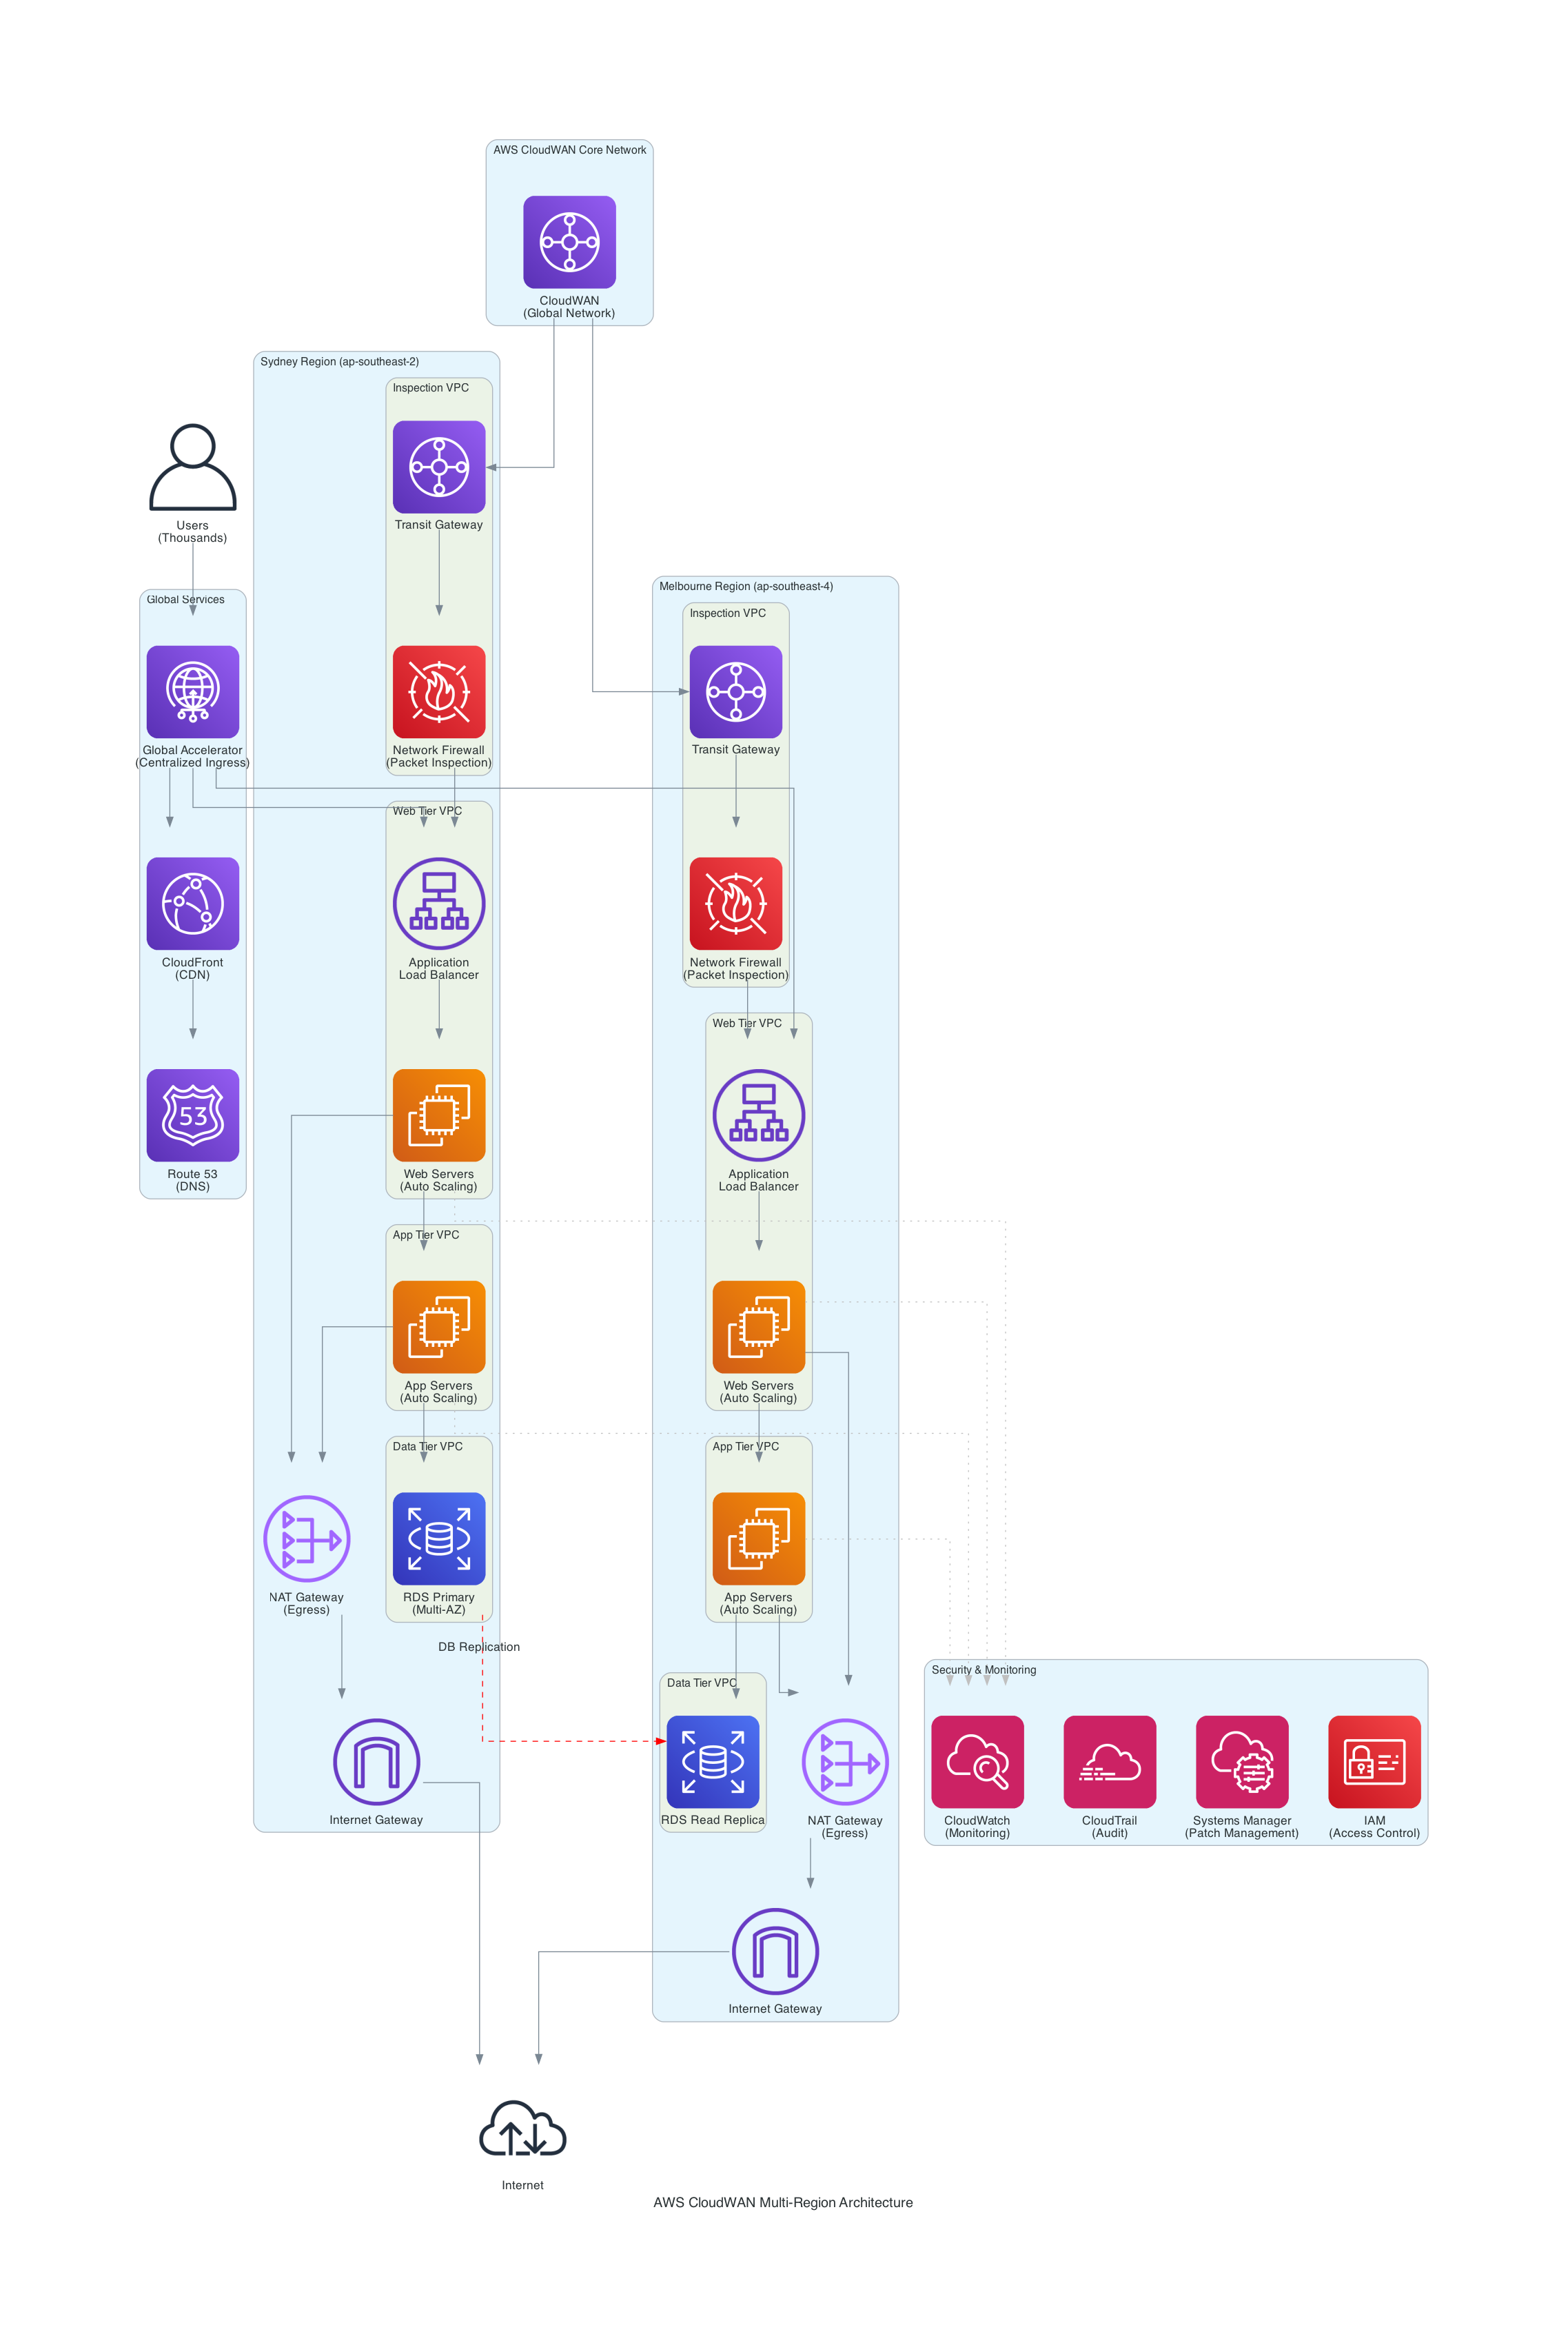 AWS CloudWAN Core Network
CloudWAN
(Global Network)
Sydney Region (ap-southeast-2)
Inspection VPC
Transit Gateway
Users
(Thousands)
Melbourne Region (ap-southeast-4)
Global Services
Inspection VPC
Global Accelerator
(Centralized Ingress)
Network Firewall
(Packet Inspection)
Transit Gateway
Web Tier VPC
CloudFront
(CDN)
Application
Load Balancer
Network Firewall
(Packet Inspection)
Web Tier VPC
53
Route 53
(DNS)
Web Servers
(Auto Scaling)
Application
Load Balancer
App Tier VPC
App Servers
(Auto Scaling)
Web Servers
(Auto Scaling)
Data Tier VPC
App Tier VPC
NAT Gateway
(Egress)
RDS Primary
(Multi-AZ)
App Servers
(Auto Scaling)
DB Replication
Data Tier VPC
Security & Monitoring
Internet Gateway
RDS Read Replica
NAT Gateway
(Egress)
CloudWatch
(Monitoring)
CloudTrail
(Audit)
Systems Manager
(Patch Management)
IAM
(Access Control)
Internet Gateway
Internet
AWS CloudWAN Multi-Region Architecture